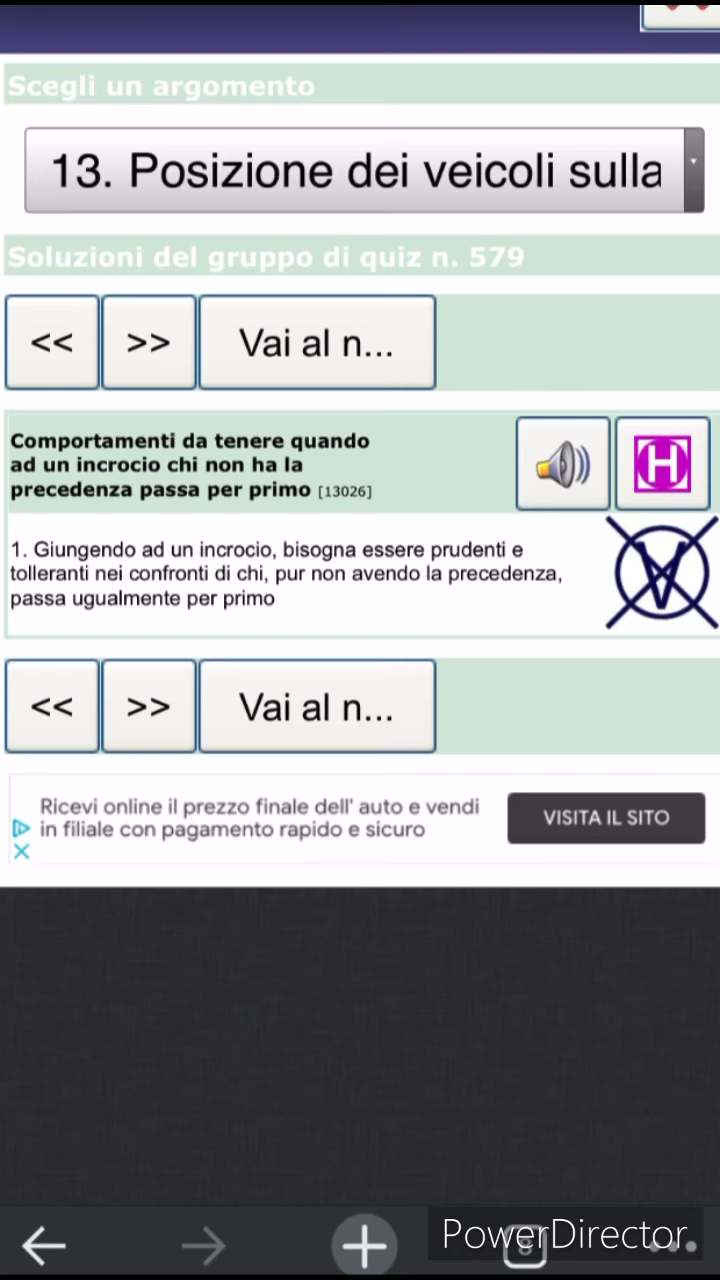 Scegli un argomento
13. Posizione dei veicoli sulla
Soluzioni del gruppo di quiz n. 579
<< >> Vai al n...
Comportamenti da tenere quando
ad un incrocio chi non ha la
precedenza passa per primo [13026]
H
1. Giungendo ad un incrocio, bisogna essere prudenti e
tolleranti nei confronti di chi, pur non avendo la precedenza,
passa ugualmente per primo
V
<< >> Vai al n...
Ricevi online il prezzo finale dell' auto e vendi
in filiale con pagamento rapido e sicuro
VISITA IL SITO
PowerDirector
8